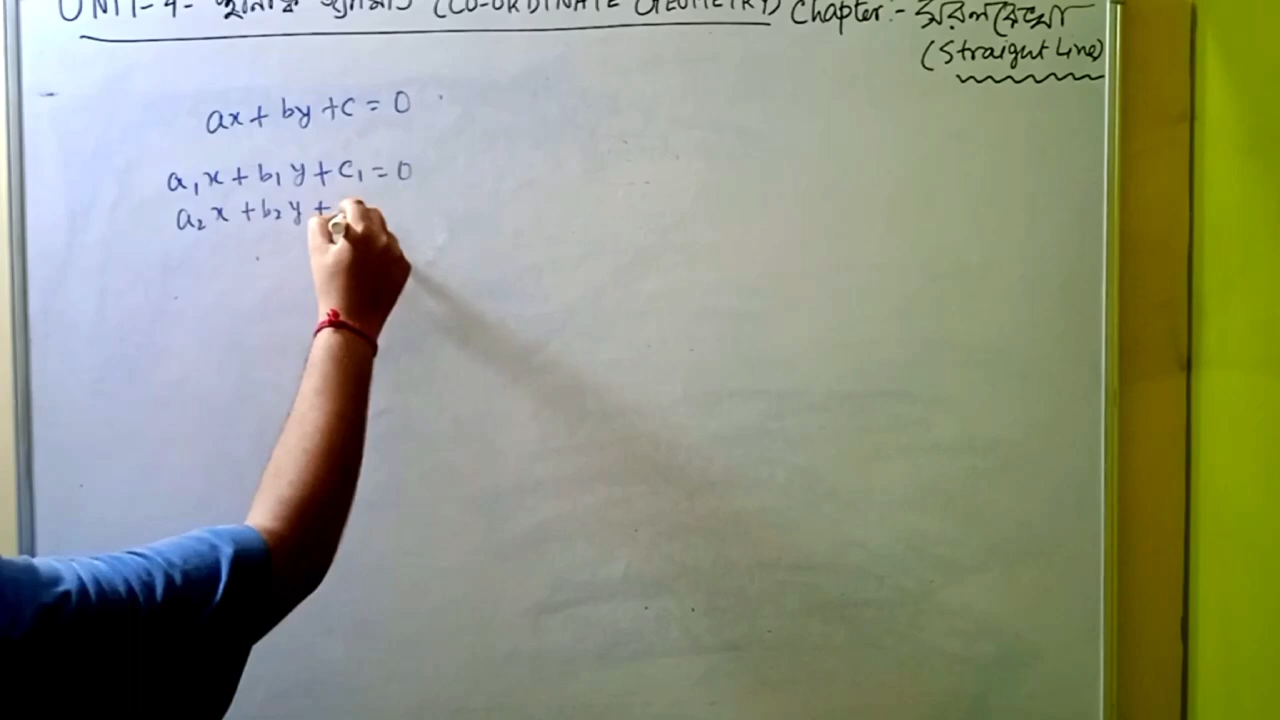 UNIT-4- স্থানাঙ্ক জ্যামিতি (CO-ORDINATE GEOMETRY) Chapter:- সরলরেখা
(Straight Line)
ax + by + c = 0
a₁x + b₁y + c₁ = 0
a₂x + b₂y +